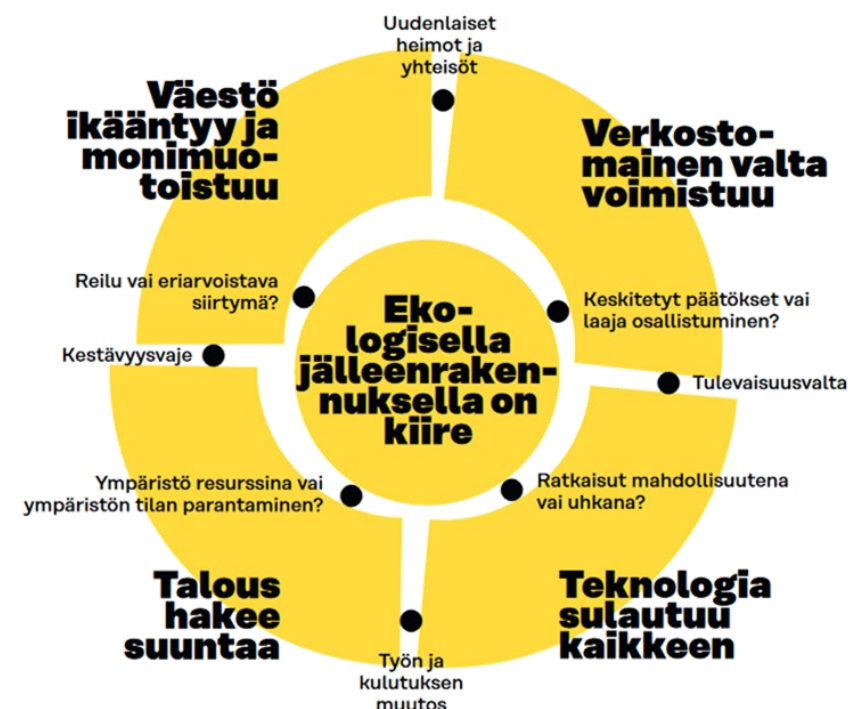 Uudenlaiset
heimot ja
yhteisöt
Väestö
ikääntyy ja
monimuo-
toistuu
Verkosto-
mainen valta
voimistuu
Reilu vai eriarvoistava
siirtymä?
Keskitetyt päätökset vai
laaja osallistuminen?
Kestävyysvaje
Eko-
logisella
jälleenraken-
nuksella on
kiire
Tulevaisuusvalta
Ympäristö resurssina vai
ympäristön tilan parantaminen?
Ratkaisut mahdollisuutena
vai uhkana?
Talous
hakee
suuntaa
Teknologia
sulautuu
kaikkeen
Työn ja
kulutuksen
muutos